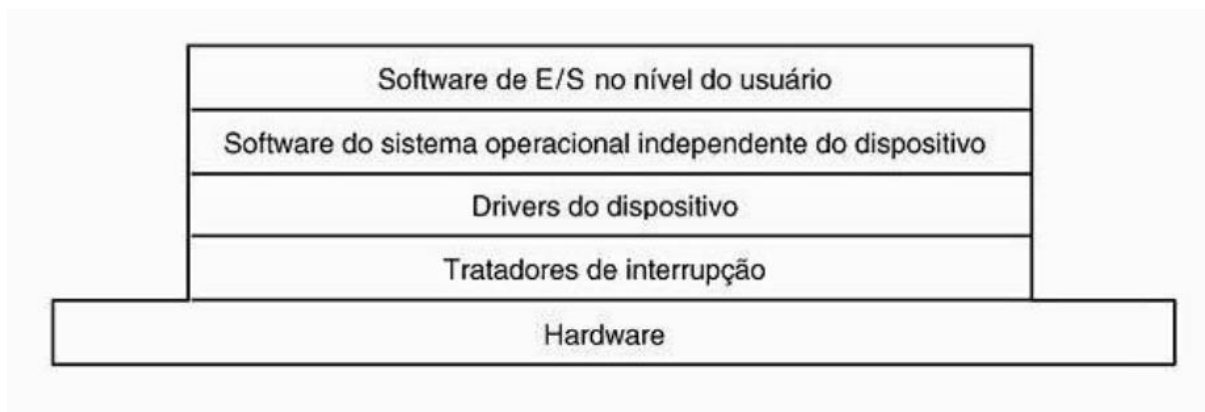 Software de E/S no nível do usuário
Software do sistema operacional independente do dispositivo
Drivers do dispositivo
Tratadores de interrupção
Hardware